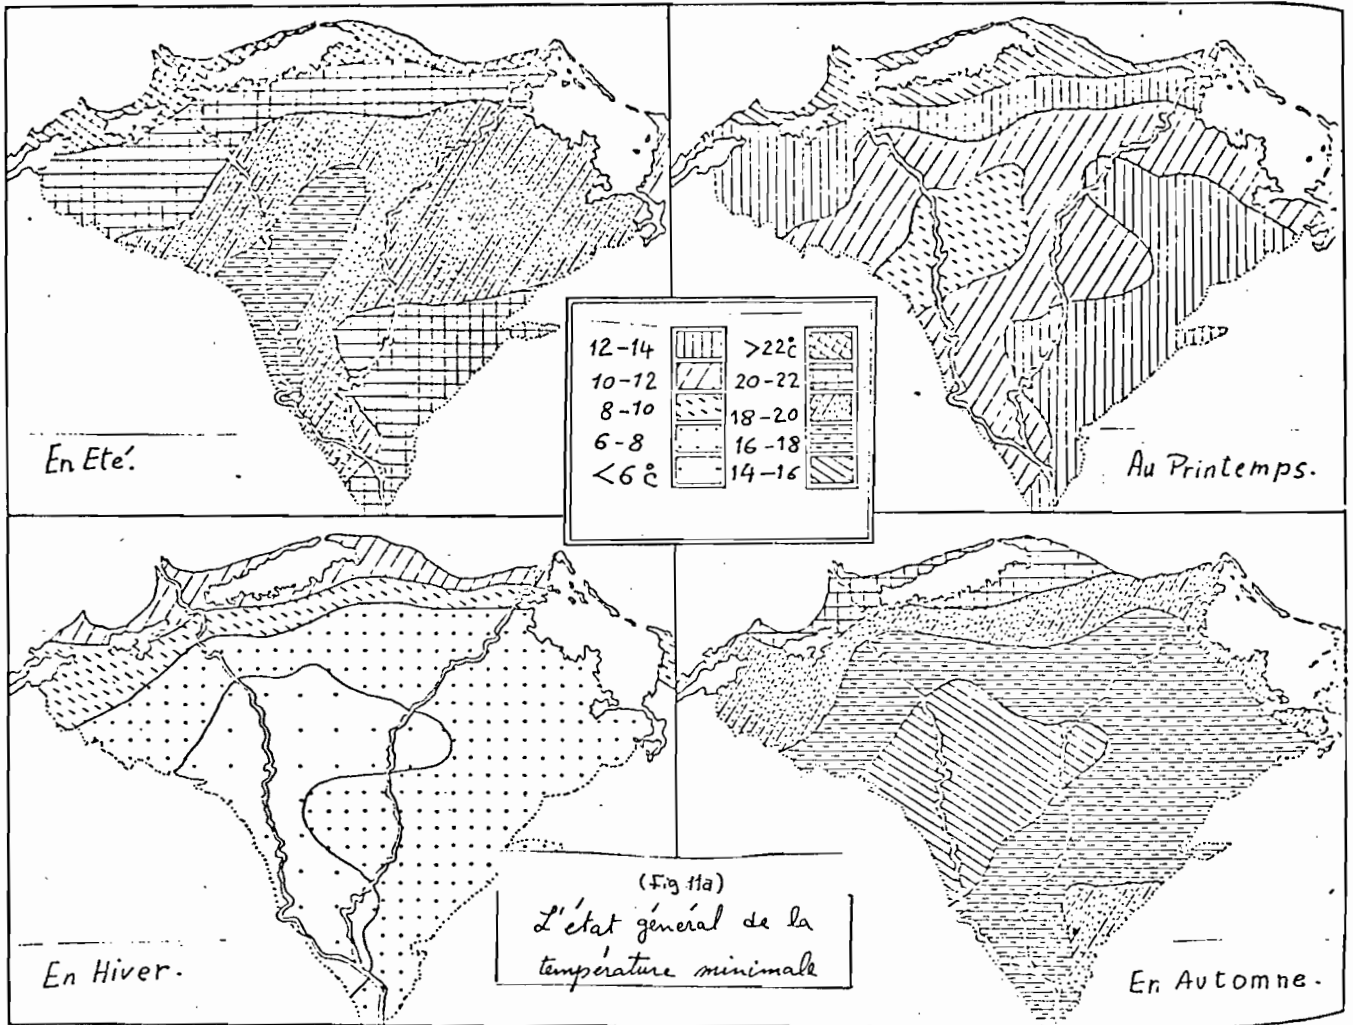 En Eté.
Au Printemps.
12-14 >22°c
10-12 20-22
8-10 18-20
6-8 16-18
<6°c 14-16
En Hiver.
En Automne.
(Fig 11a)
L'état général de la
température minimale